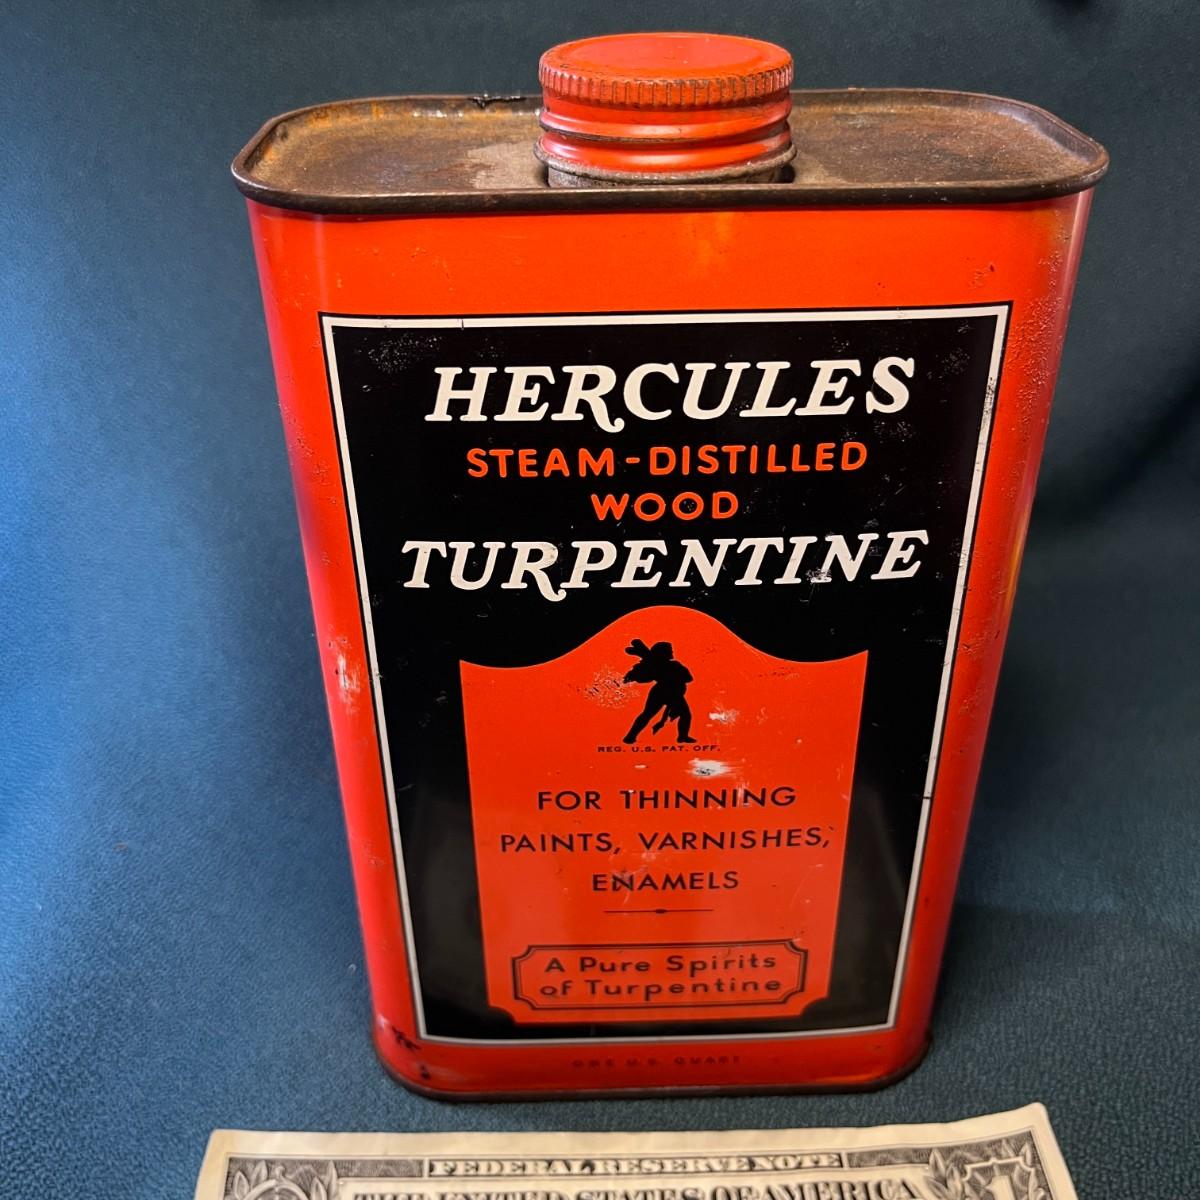 HERCULES
STEAM-DISTILLED
WOOD
TURPENTINE
REG. U.S. PAT. OFF.
FOR THINNING
PAINTS, VARNISHES,
ENAMELS
A Pure Spirits
of Turpentine
ONE U.S. QUART
FEDERAL RESERVE NOTE
THE UNITED STATES OF AMERICA